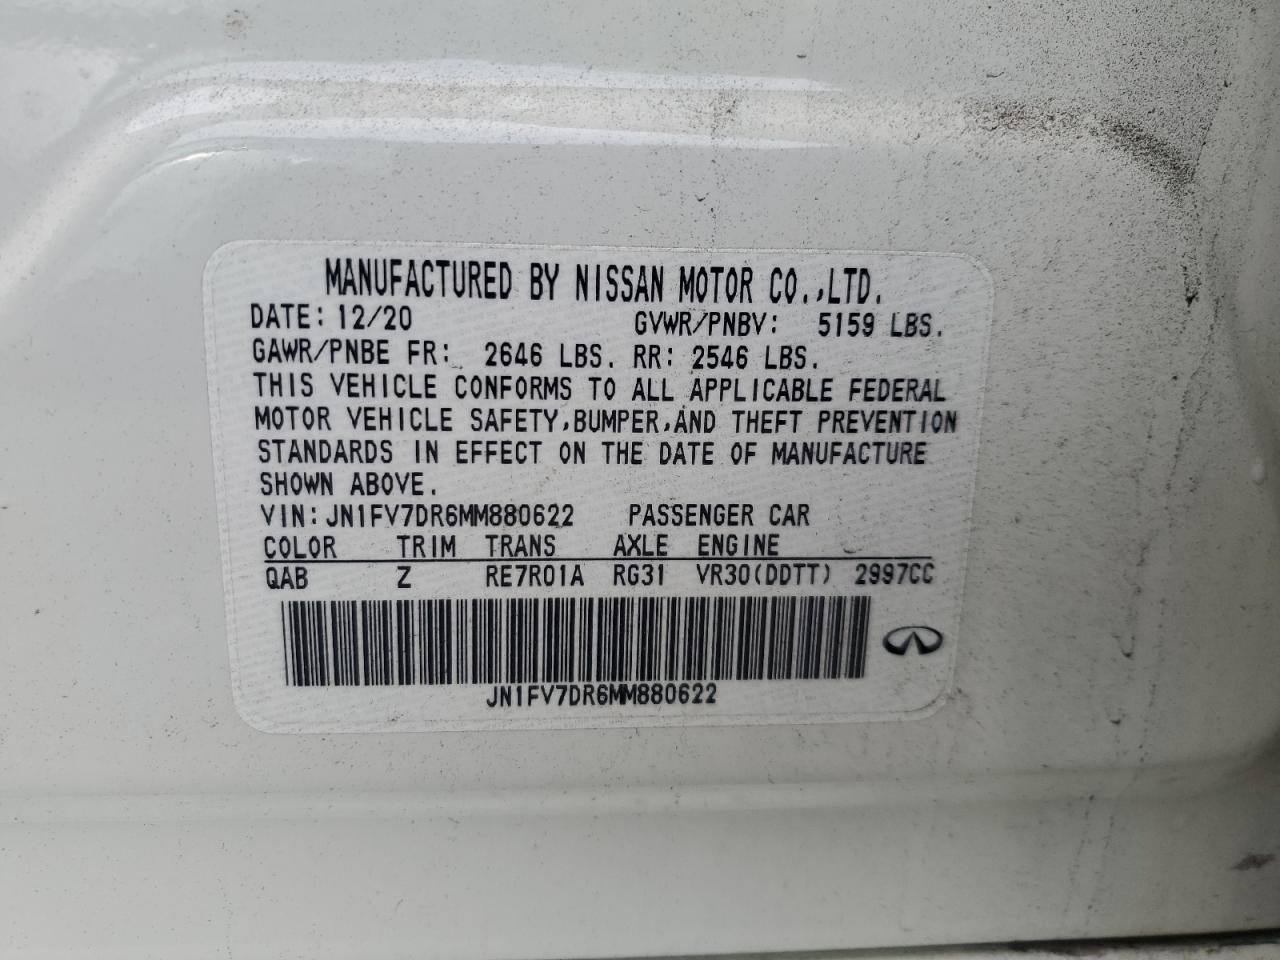 MANUFACTURED BY NISSAN MOTOR CO.,LTD.
DATE: 12/20 GVWR/PNBV: 5159 LBS.
GAWR/PNBE FR: 2646 LBS. RR: 2546 LBS.
THIS VEHICLE CONFORMS TO ALL APPLICABLE FEDERAL
MOTOR VEHICLE SAFETY,BUMPER,AND THEFT PREVENTION
STANDARDS IN EFFECT ON THE DATE OF MANUFACTURE
SHOWN ABOVE.
VIN:JN1FV7DR6MM880622 PASSENGER CAR
COLOR TRIM TRANS AXLE ENGINE
QAB Z RE7R01A RG31 VR30(DDTT) 2997CC
JN1FV7DR6MM880622